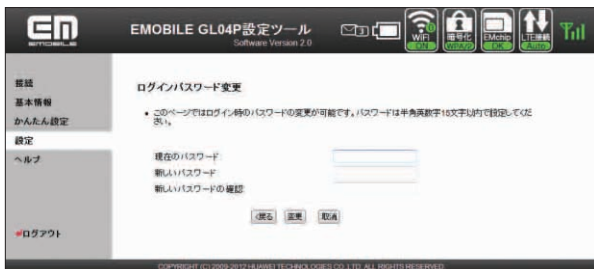 EM
EMOBILE
EMOBILE GL04P設定ツール
Software Version 2.0
3
WiFi
ON
暗号化
WPA/2
EMchip
OK
LTE接続
Auto
接続
基本情報
かんたん設定
設定
ヘルプ
ログアウト
ログインパスワード変更
このページではログイン時のパスワードの変更が可能です。パスワードは半角英数字15文字以内で設定してくだ
さい。
現在のパスワード
新しいパスワード
新しいパスワードの確認
戻る
変更
取消
COPYRIGHT (C) 2009-2012 HUAWEI TECHNOLOGIES CO.,LTD. ALL RIGHTS RESERVED.